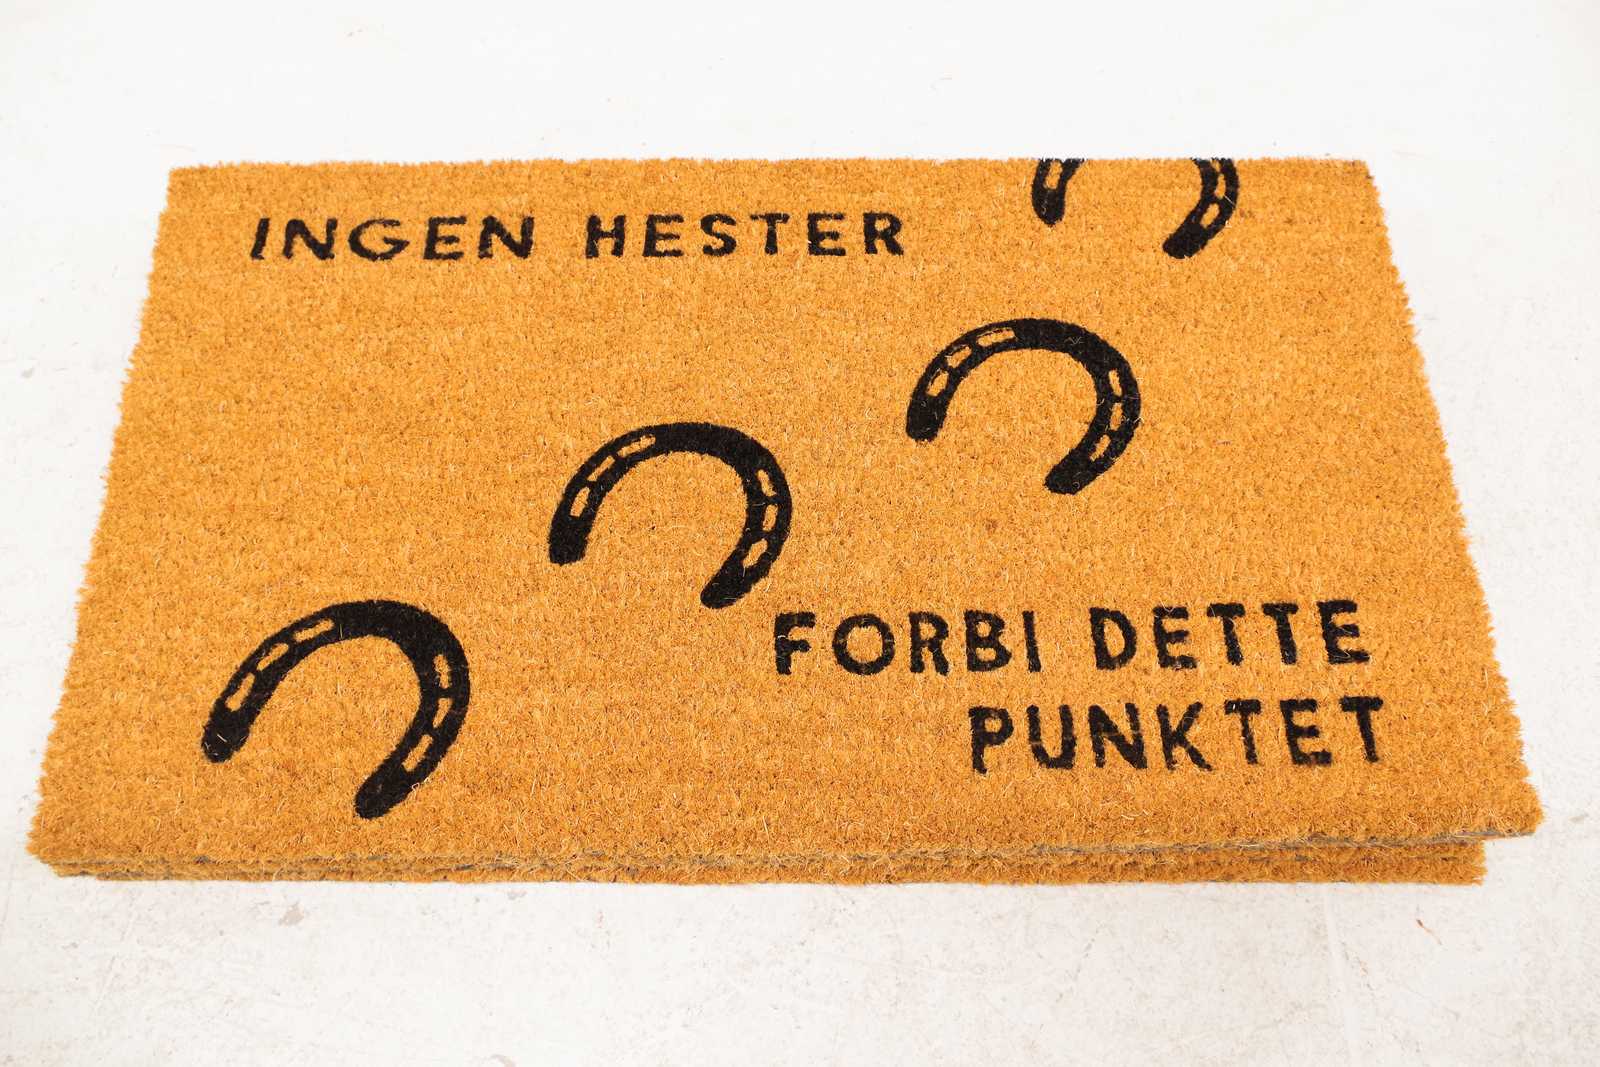 INGEN HESTER
FORBI DETTE
PUNKTET